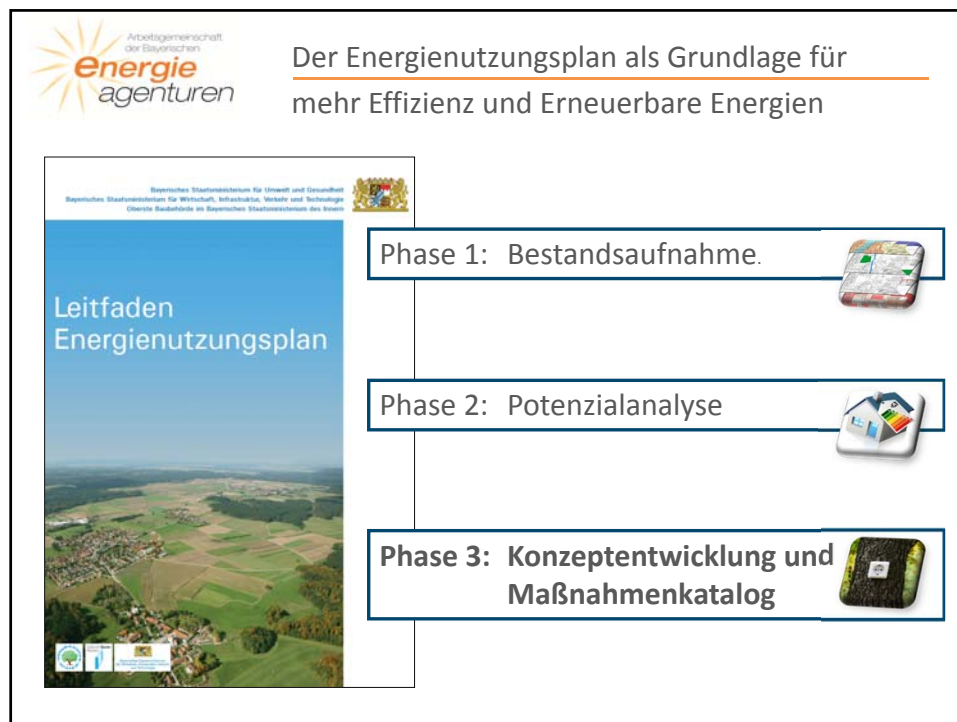 Arbeitsgemeinschaft
der Bayerischen
energie
agenturen
Der Energienutzungsplan als Grundlage für
mehr Effizienz und Erneuerbare Energien
Bayerisches Staatsministerium für Umwelt und Gesundheit
Bayerisches Staatsministerium für Wirtschaft, Infrastruktur, Verkehr und Technologie
Oberste Baubehörde im Bayerischen Staatsministerium des Innern
Leitfaden
Energienutzungsplan
Phase 1: Bestandsaufnahme.
Phase 2: Potenzialanalyse
Phase 3: Konzeptentwicklung und
Maßnahmenkatalog